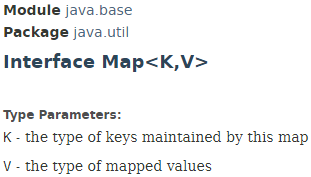 Module java.base
Package java.util
Interface Map<K,V>
Type Parameters:
K - the type of keys maintained by this map
V - the type of mapped values